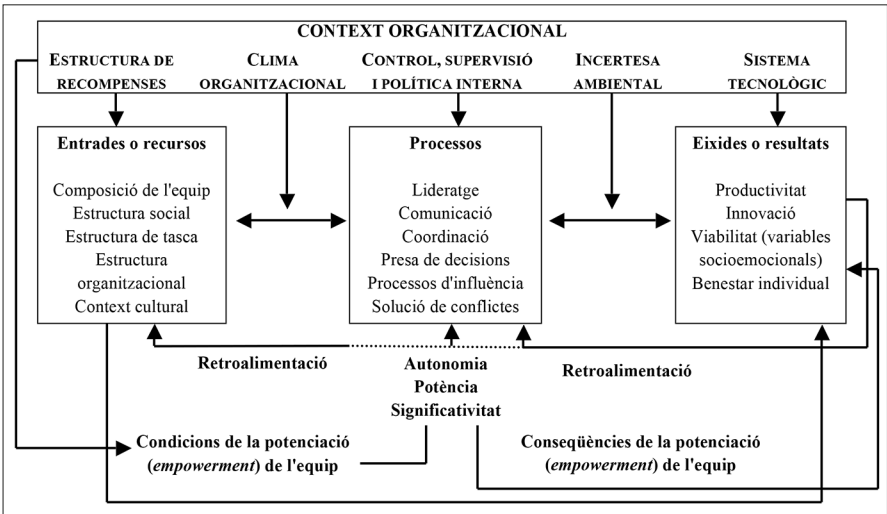 CONTEXT ORGANITZACIONAL
ESTRUCTURA DE
RECOMPENSES
CLIMA
ORGANITZACIONAL
CONTROL, SUPERVISIÓ
I POLÍTICA INTERNA
INCERTESA
AMBIENTAL
SISTEMA
TECNOLÒGIC
Entrades o recursos
Composició de l'equip
Estructura social
Estructura de tasca
Estructura
organitzacional
Context cultural
Processos
Lideratge
Comunicació
Coordinació
Presa de decisions
Processos d'influència
Solució de conflictes
Eixides o resultats
Productivitat
Innovació
Viabilitat (variables
socioemocionals)
Benestar individual
Retroalimentació
Autonomia
Potència
Significativitat
Retroalimentació
Condicions de la potenciació
(empowerment) de l'equip
Conseqüències de la potenciació
(empowerment) de l'equip